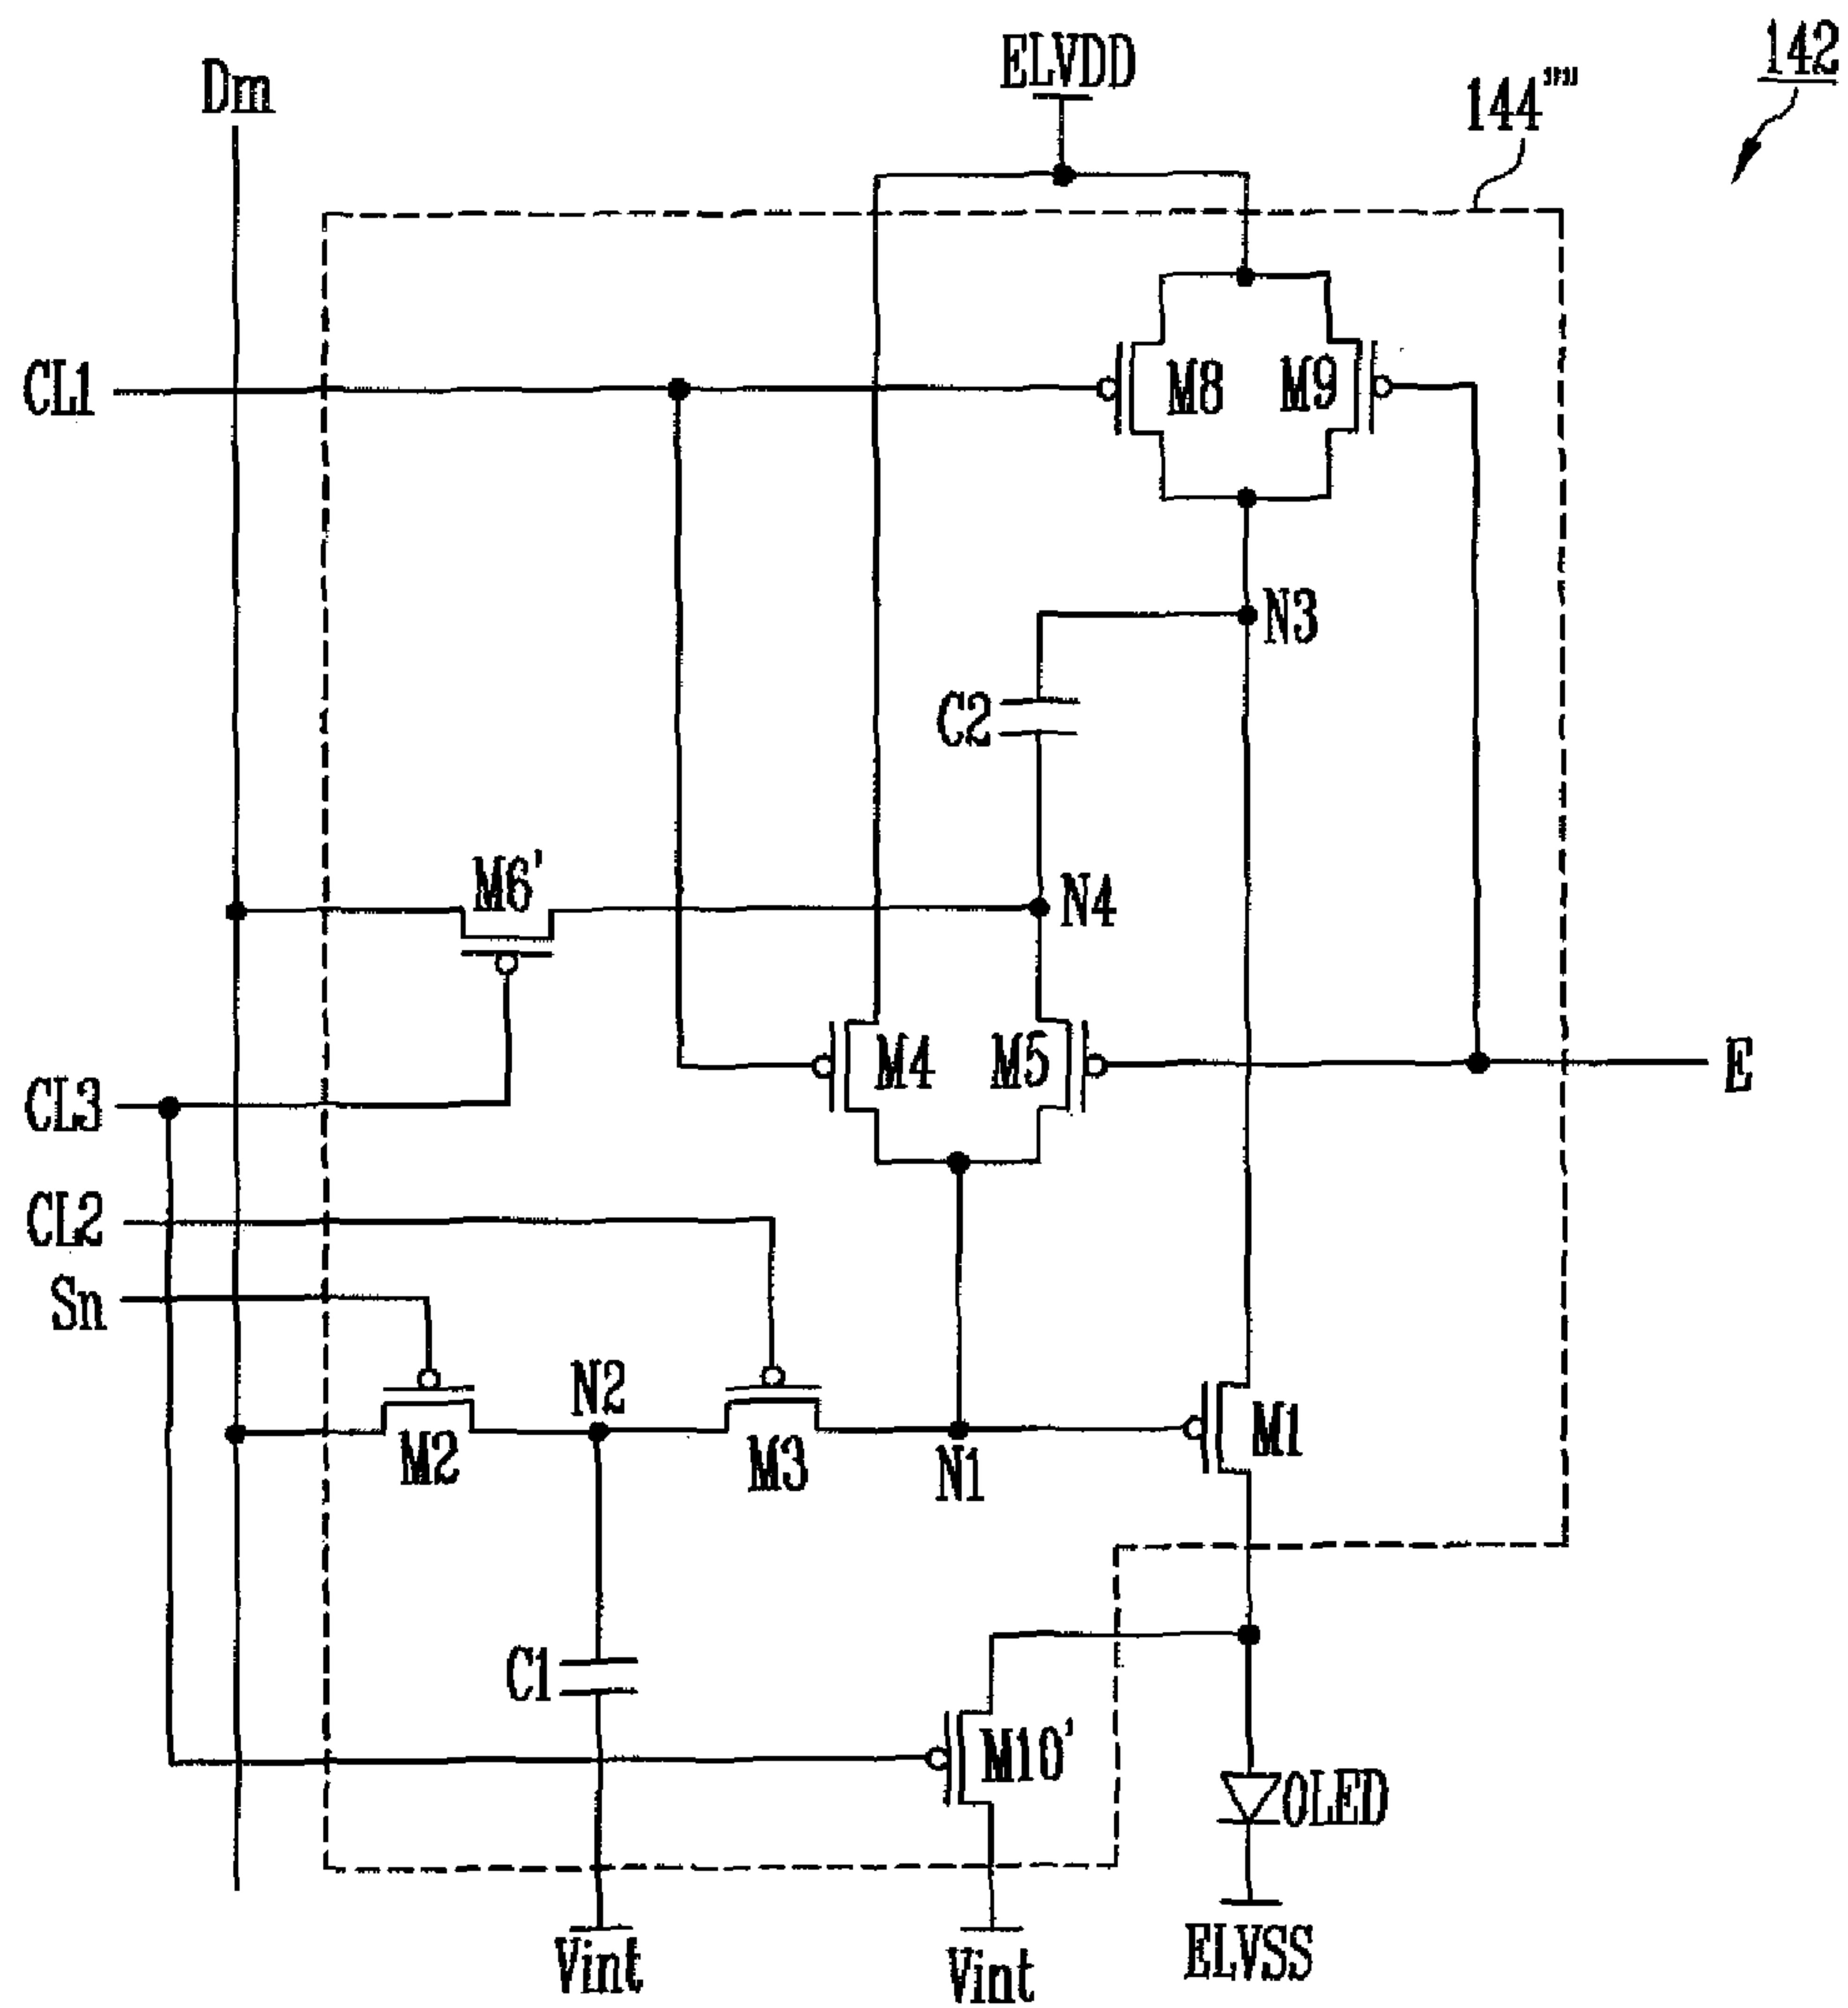 142
ELVDD
144"'"
Dm
CL1
M8
M9
N3
C2
M6'
N4
M4
M5
E
CL3
CL2
Sn
N2
M2
M3
N1
M1
C1
M10'
OLED
Vint
Vint
ELVSS